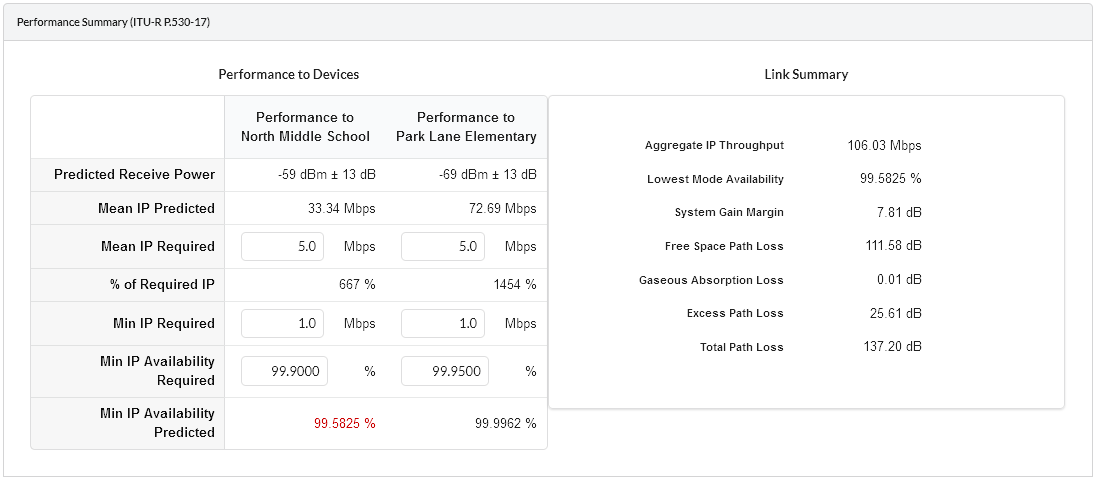 Performance Summary (ITU-R P.530-17)
Performance to Devices
Performance to
North Middle School
Performance to
Park Lane Elementary
Predicted Receive Power -59 dBm ± 13 dB -69 dBm ± 13 dB
Mean IP Predicted 33.34 Mbps 72.69 Mbps
Mean IP Required 5.0 Mbps 5.0 Mbps
% of Required IP 667 % 1454 %
Min IP Required 1.0 Mbps 1.0 Mbps
Min IP Availability
Required 99.9000 % 99.9500 %
Min IP Availability
Predicted 99.5825 % 99.9962 %
Link Summary
Aggregate IP Throughput 106.03 Mbps
Lowest Mode Availability 99.5825 %
System Gain Margin 7.81 dB
Free Space Path Loss 111.58 dB
Gaseous Absorption Loss 0.01 dB
Excess Path Loss 25.61 dB
Total Path Loss 137.20 dB